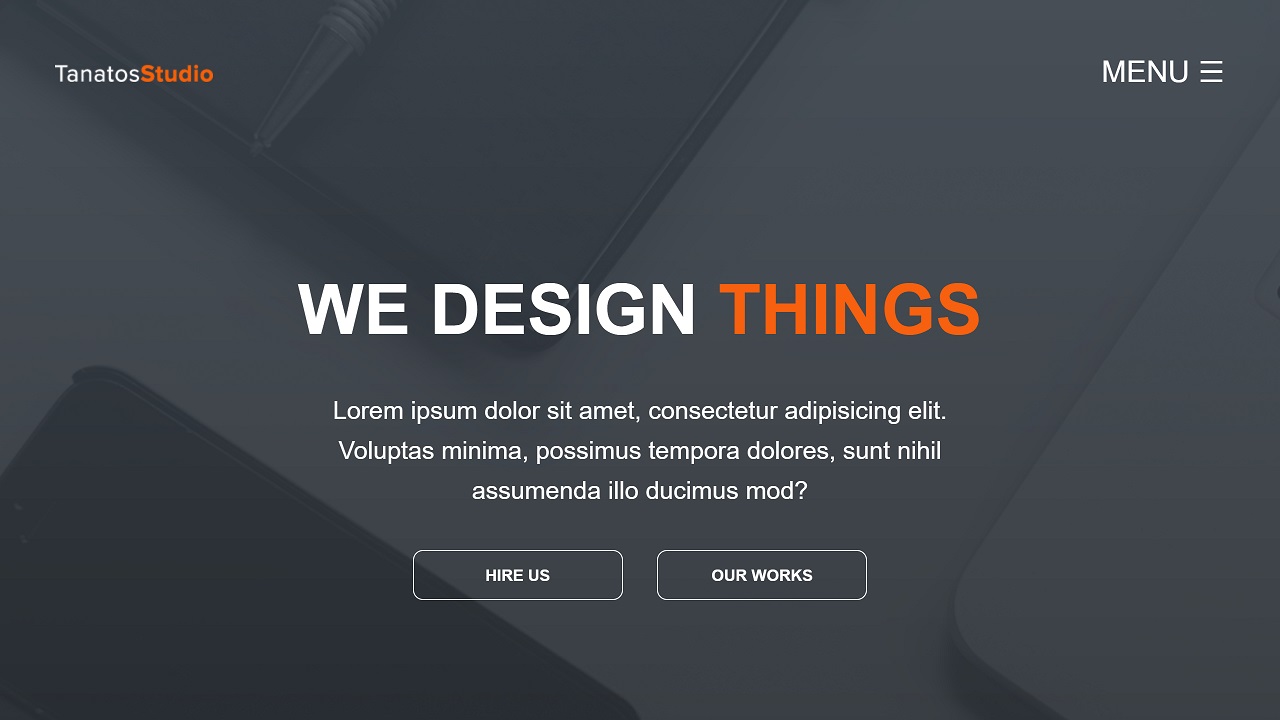 TanatosStudio
MENU ☰
WE DESIGN THINGS
Lorem ipsum dolor sit amet, consectetur adipisicing elit.
Voluptas minima, possimus tempora dolores, sunt nihil
assumenda illo ducimus mod?
HIRE US
OUR WORKS